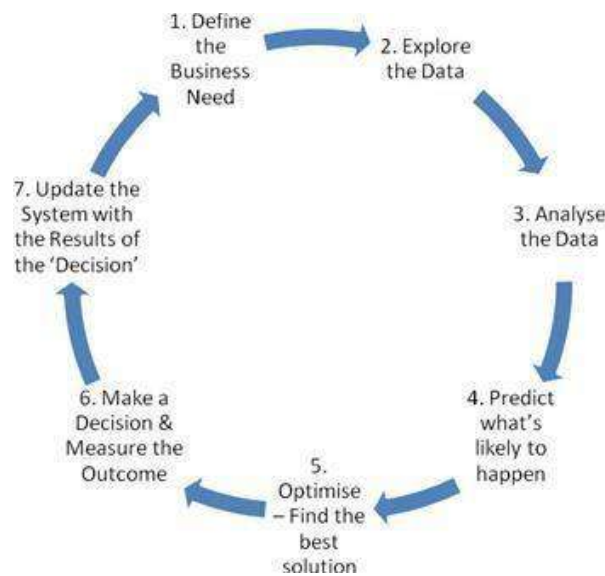 1. Define
the
Business
Need
2. Explore
the Data
3. Analyse
the Data
4. Predict
what's
likely to
happen
5.
Optimise
– Find the
best
solution
6. Make a
Decision &
Measure the
Outcome
7. Update the
System with
the Results of
the ‘Decision’